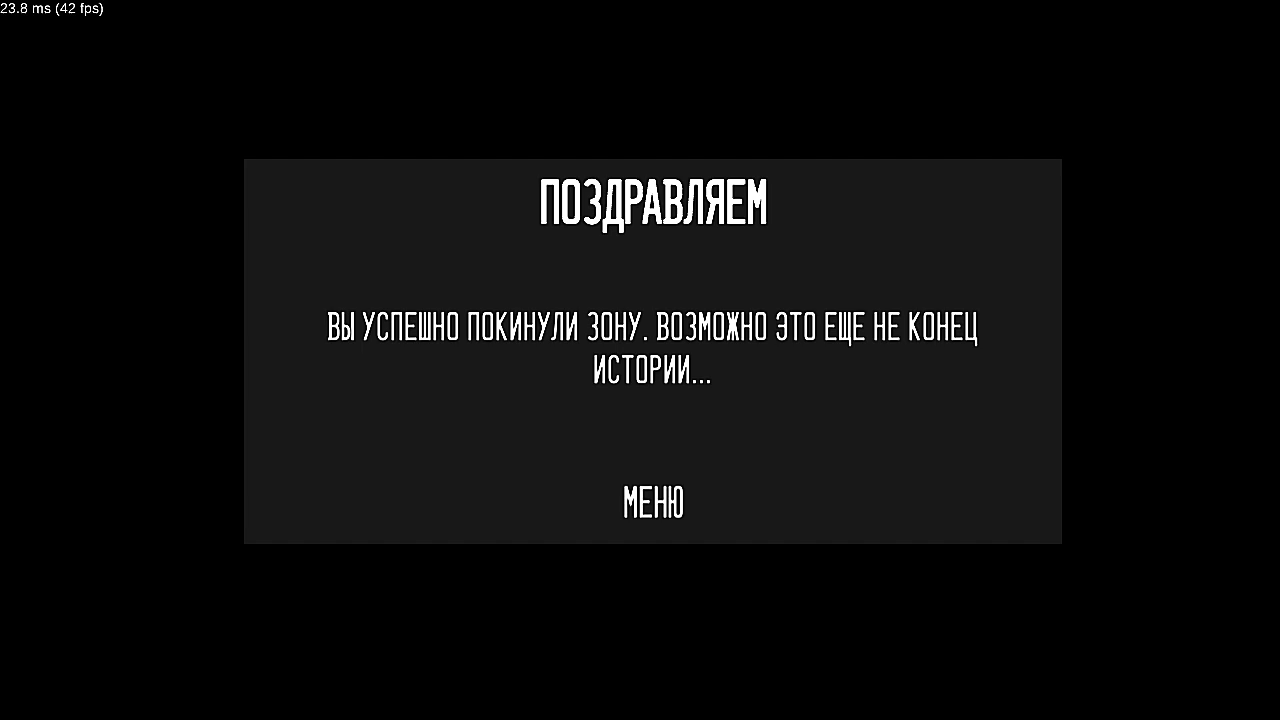 23.8 ms (42 fps)
ПОЗДРАВЛЯЕМ
ВЫ УСПЕШНО ПОКИНУЛИ ЗОНУ. ВОЗМОЖНО ЭТО ЕЩЕ НЕ КОНЕЦ
ИСТОРИИ...
МЕНЮ